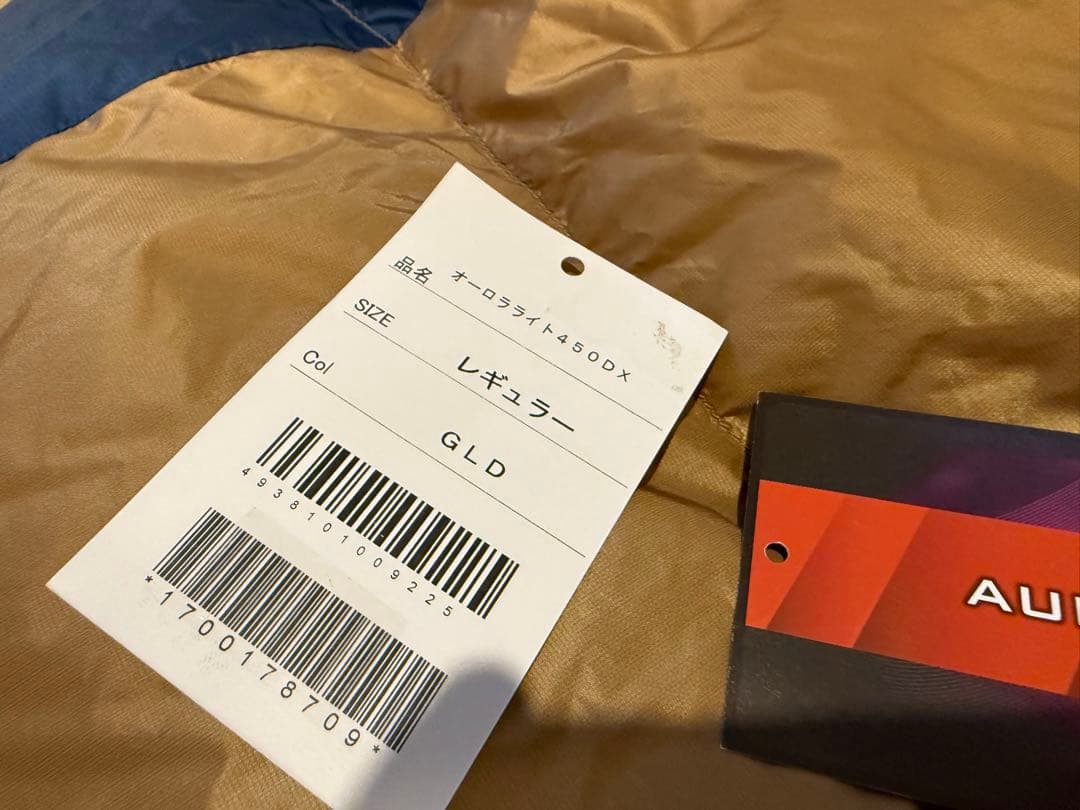 品名 オーロラライト450DX
SIZE レギュラー
Col GLD
4938101009225
*1700178709*